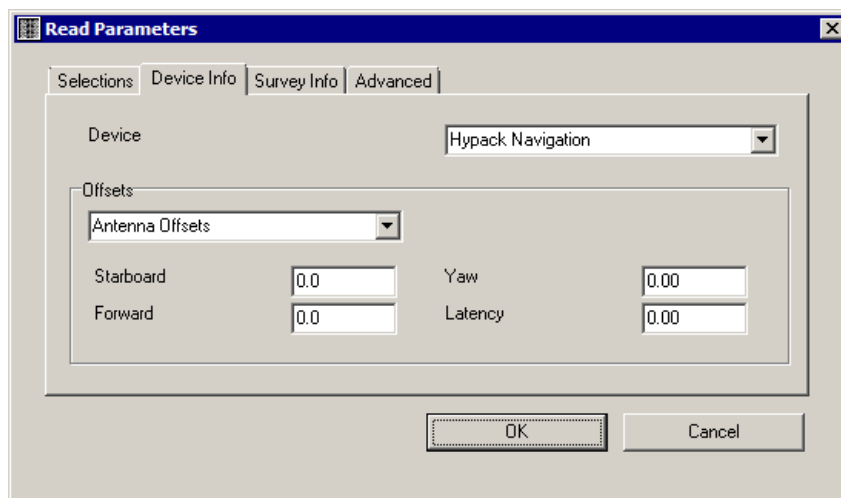 Read Parameters
Selections Device Info Survey Info Advanced
Device Hypack Navigation
Offsets
Antenna Offsets
Starboard 0.0 Yaw 0.00
Forward 0.0 Latency 0.00
OK Cancel